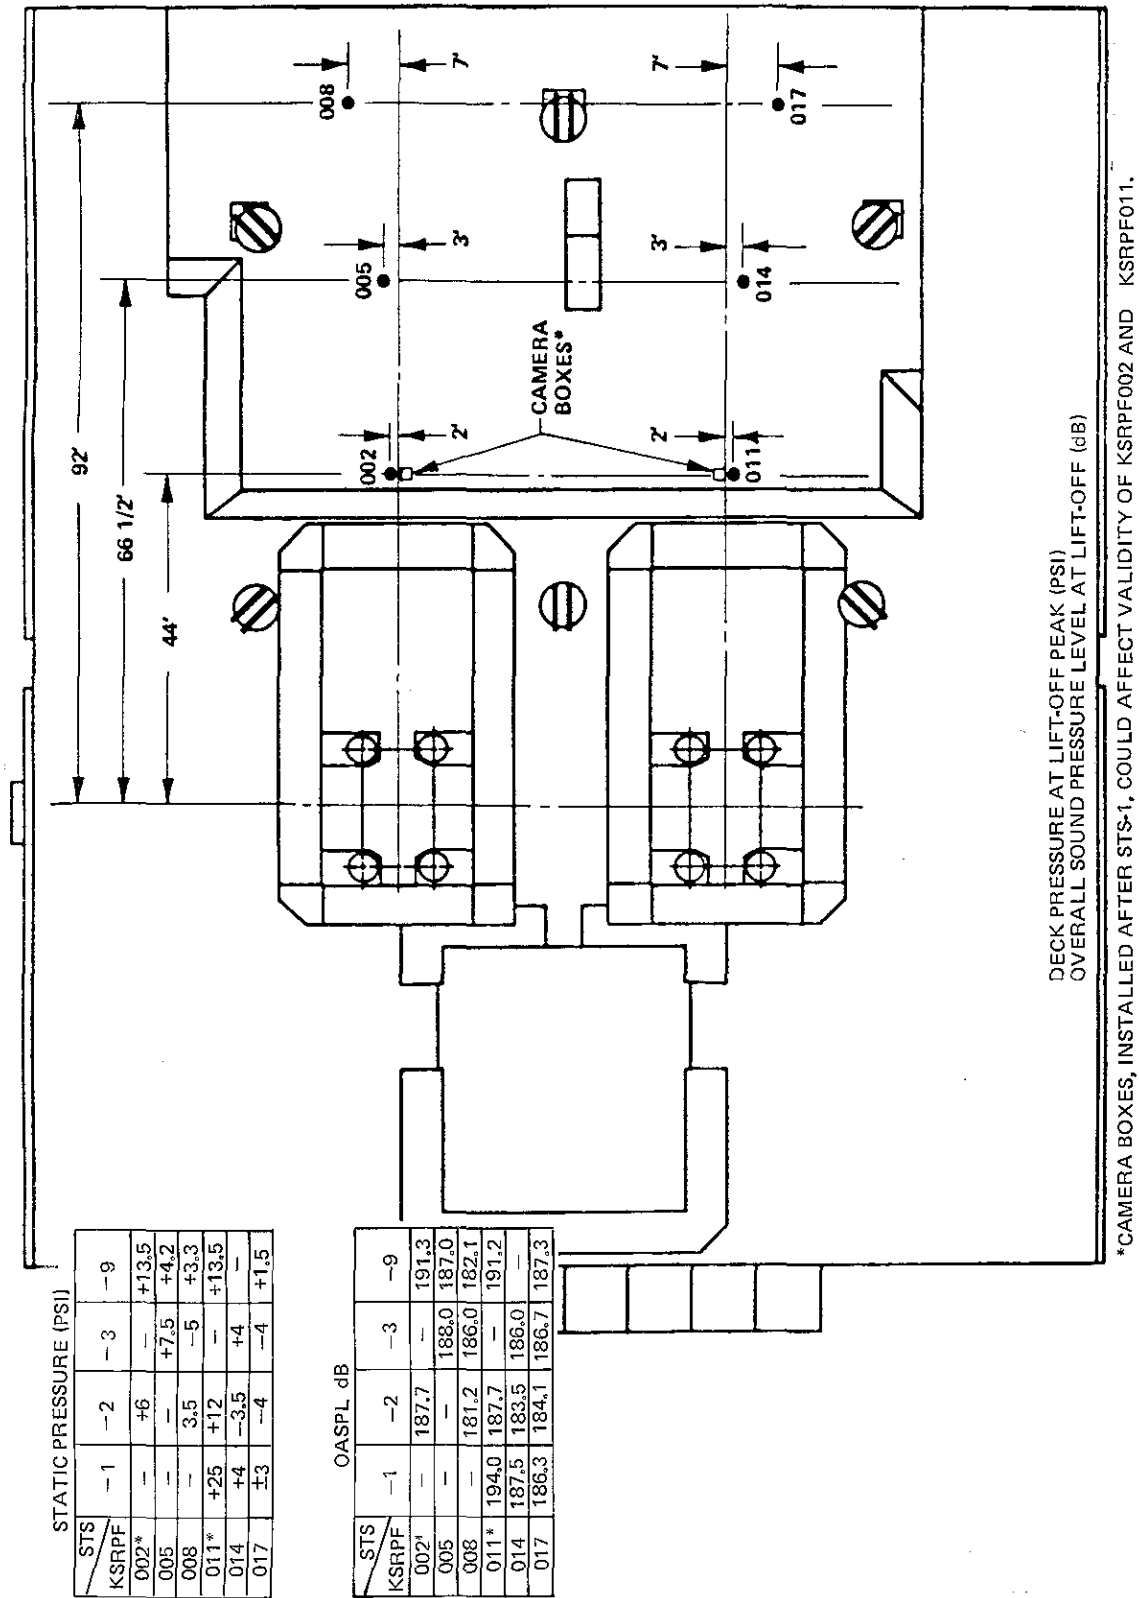 STATIC PRESSURE (PSI)
STS -1 -2 -3 -9
KSRPF
002* - +6 - +13.5
005 - - +7.5 +4.2
008 - 3.5 -5 +3.3
011* +25 +12 - +13.5
014 +4 -3.5 +4 -
017 ±3 -4 -4 +1.5
OASPL dB
STS -1 -2 -3 -9
KSRPF
002* - 187.7 - 191.3
005 - - 188.0 187.0
008 - 181.2 186.0 182.1
011* 194.0 187.7 - 191.2
014 187.5 183.5 186.0 -
017 186.3 184.1 186.7 187.3
92'
66 1/2'
44'
002
005
008
2'
3'
7'
CAMERA
BOXES*
2'
3'
7'
011
014
017
DECK PRESSURE AT LIFT-OFF PEAK (PSI)
OVERALL SOUND PRESSURE LEVEL AT LIFT-OFF (dB)
*CAMERA BOXES, INSTALLED AFTER STS-1, COULD AFFECT VALIDITY OF KSRPF002 AND KSRPF011.